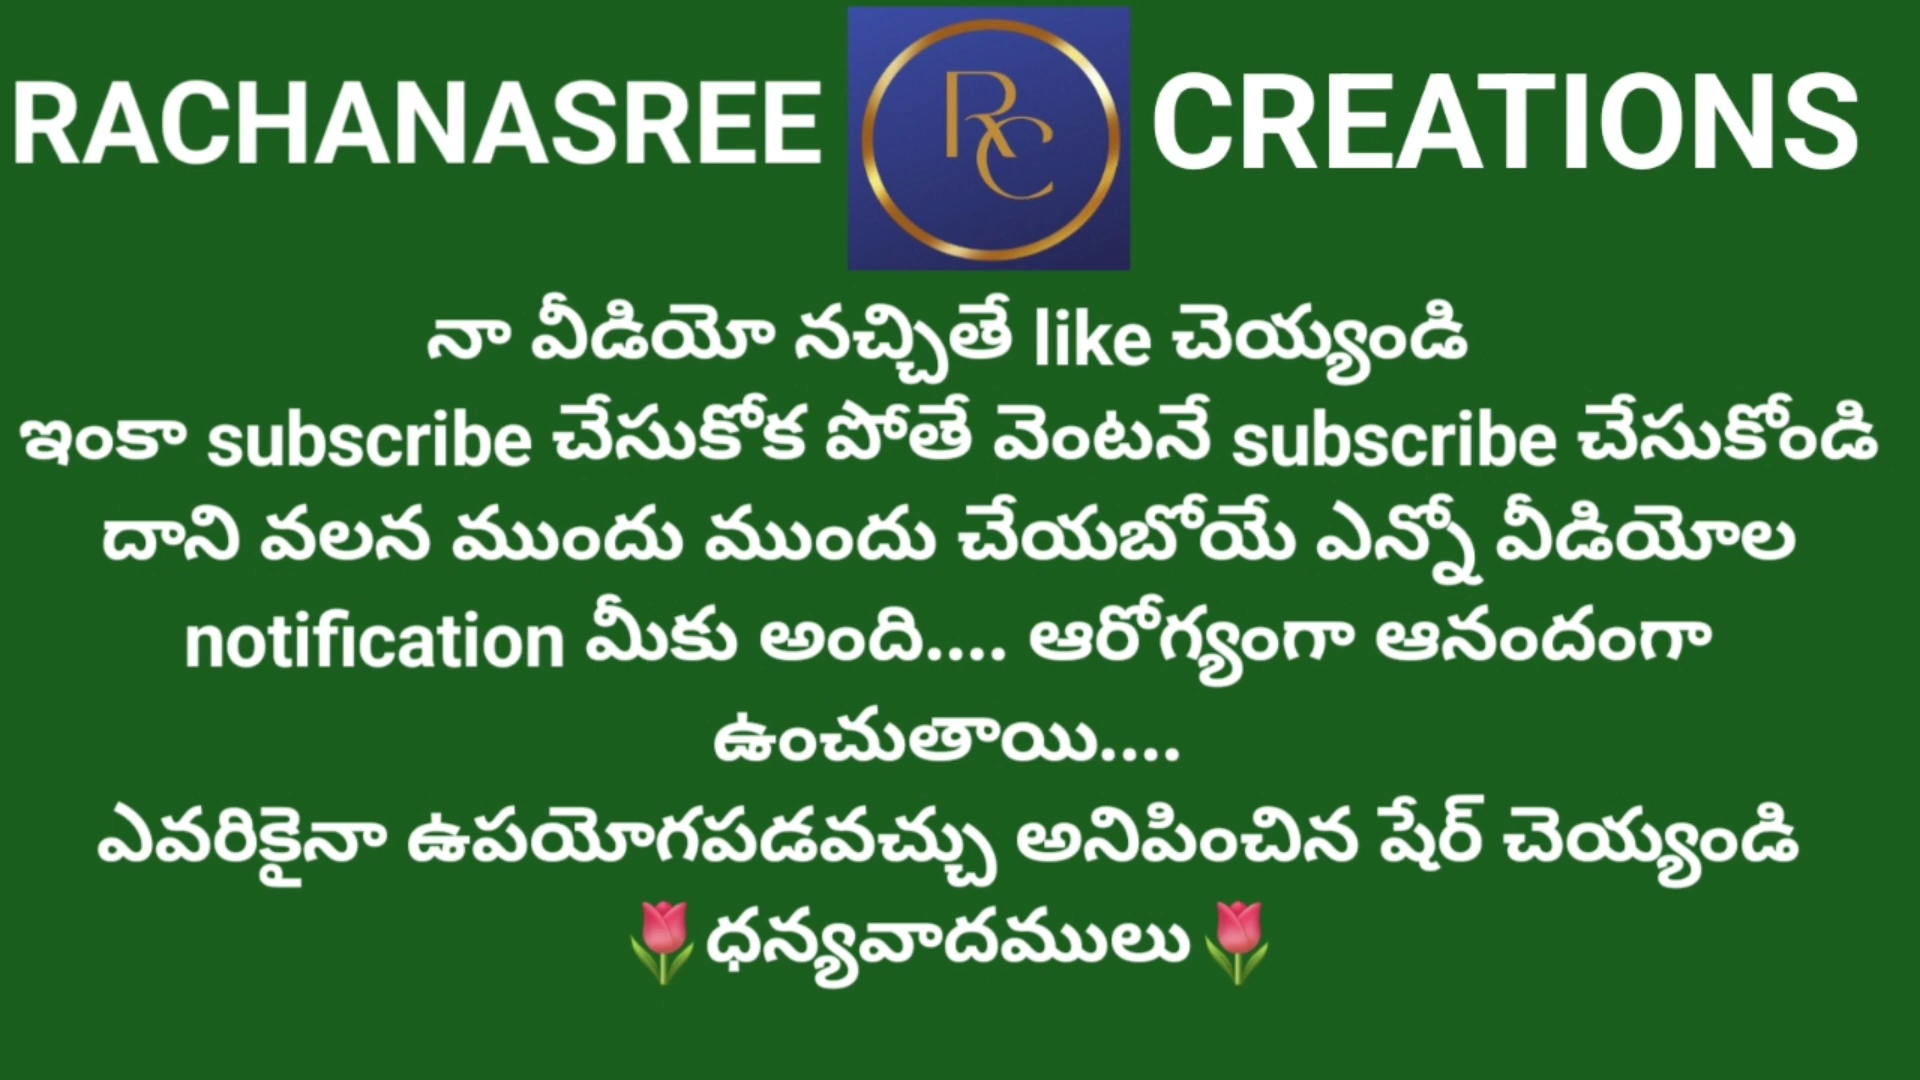 RACHANASREE RC CREATIONS
నా వీడియో నచ్చితే like చెయ్యండి
ఇంకా subscribe చేసుకోక పోతే వెంటనే subscribe చేసుకోండి
దాని వలన ముందు ముందు చేయబోయే ఎన్నో వీడియోల
notification మీకు అంది.... ఆరోగ్యంగా ఆనందంగా
ఉంచుతాయి....
ఎవరికైనా ఉపయోగపడవచ్చు అనిపించిన షేర్ చెయ్యండి
🌷ధన్యవాదములు🌷